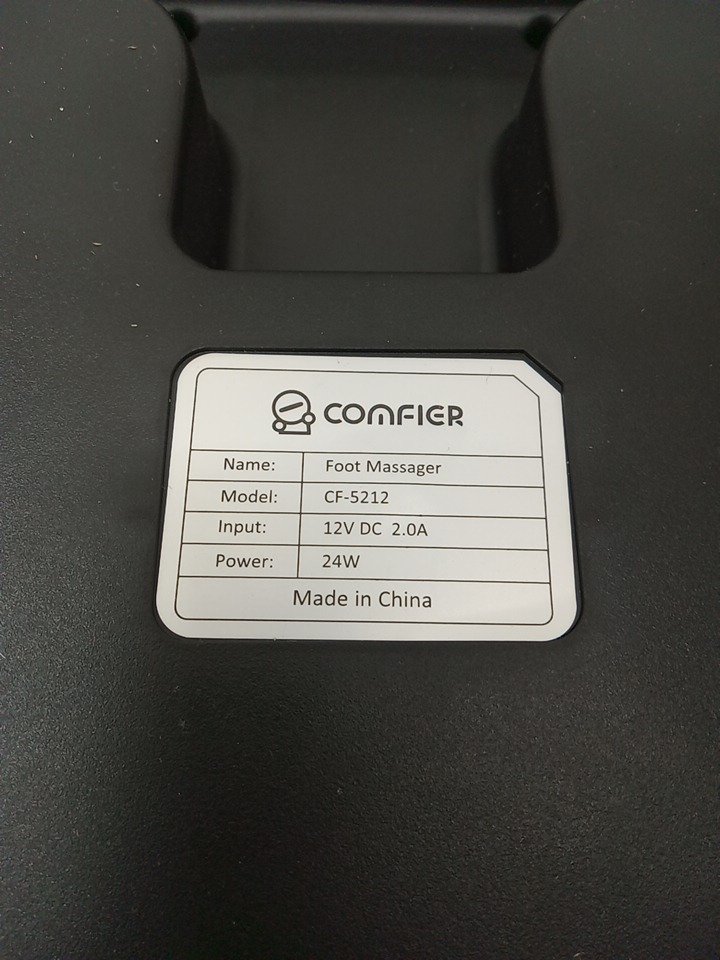 COMFIER
Name: Foot Massager
Model: CF-5212
Input: 12V DC 2.0A
Power: 24W
Made in China